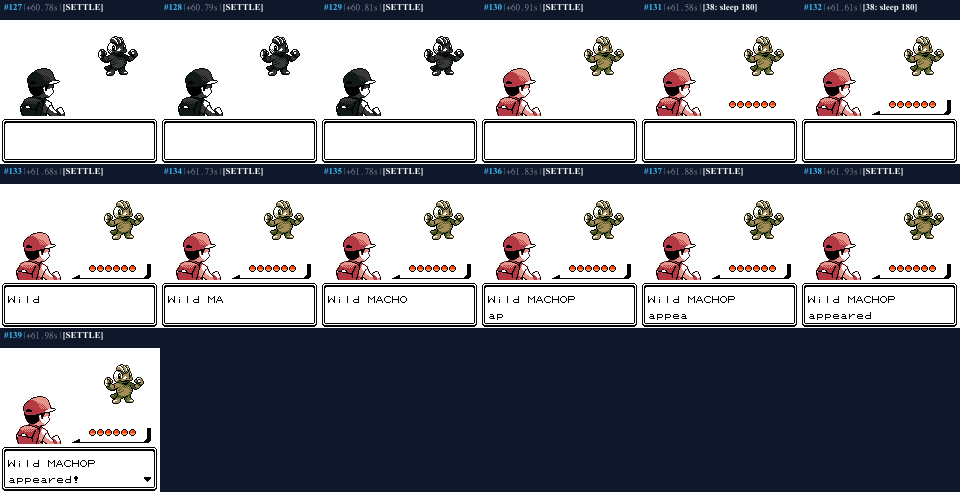 #127|+60.78s|[SETTLE]
#128|+60.79s|[SETTLE]
#129|+60.81s|[SETTLE]
#130|+60.91s|[SETTLE]
#131|+61.58s|[38: sleep 180]
#132|+61.61s|[38: sleep 180]
#133|+61.68s|[SETTLE]
#134|+61.73s|[SETTLE]
#135|+61.78s|[SETTLE]
#136|+61.83s|[SETTLE]
#137|+61.88s|[SETTLE]
#138|+61.93s|[SETTLE]
Wild
Wild MA
Wild MACHO
Wild MACHOP
ap
Wild MACHOP
appea
Wild MACHOP
appeared
#139|+61.98s|[SETTLE]
Wild MACHOP
appeared!